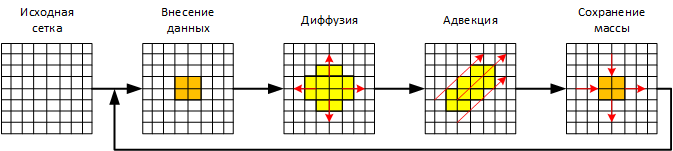 Исходная
сетка
Внесение
данных
Диффузия
Адвекция
Сохранение
массы